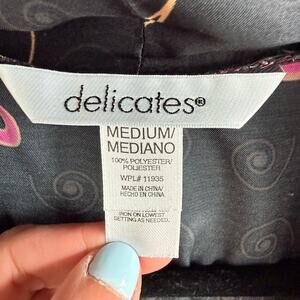 delicates®
MEDIUM/
MEDIANO
100% POLYESTER/
POLIESTER
WPL# 11935
MADE IN CHINA/
HECHO EN CHINA
IRON ON LOWEST
SETTING AS NEEDED.